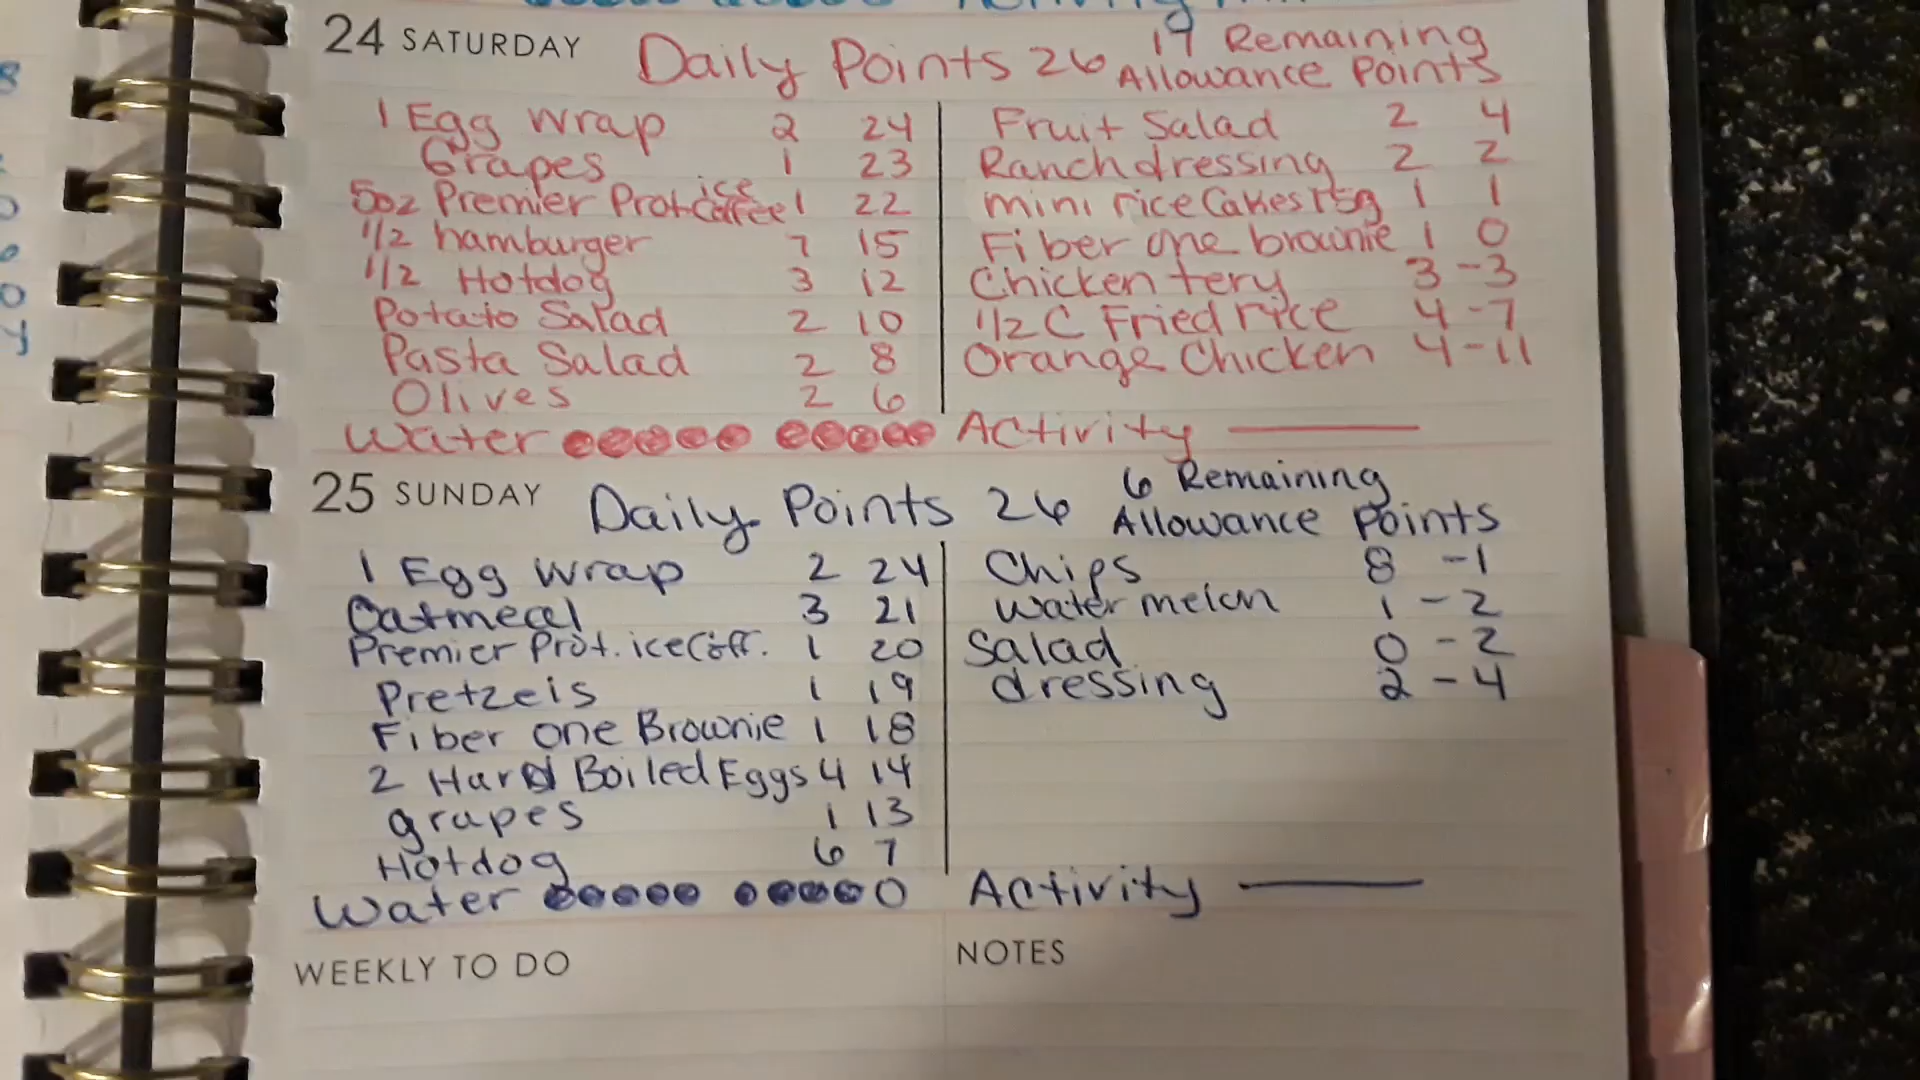 24 SATURDAY Daily Points 26 17 Remaining
Allowance Points
1 Egg wrap 2 24
Grapes 1 23
5oz Premier Prot ice Coffee 1 22
1/2 hamburger 7 15
1/2 Hotdog 3 12
Potato Salad 2 10
Pasta Salad 2 8
Olives 2 6
Fruit Salad 2 4
Ranch dressing 2 2
mini rice Cakes 15g 1 1
Fiber one brownie 1 0
Chicken tery 3 -3
1/2 C Fried rice 4 -7
Orange Chicken 4 -11
Water Activity
25 SUNDAY Daily Points 26 6 Remaining
Allowance Points
1 Egg wrap 2 24
Oatmeal 3 21
Premier Prot. ice Coff. 1 20
Pretzels 1 19
Fiber one Brownie 1 18
2 Hard Boiled Eggs 4 14
grapes 1 13
Hotdog 6 7
Chips 8 -1
Water melon 1 -2
Salad 0 -2
dressing 2 -4
Water Activity
WEEKLY TO DO
NOTES